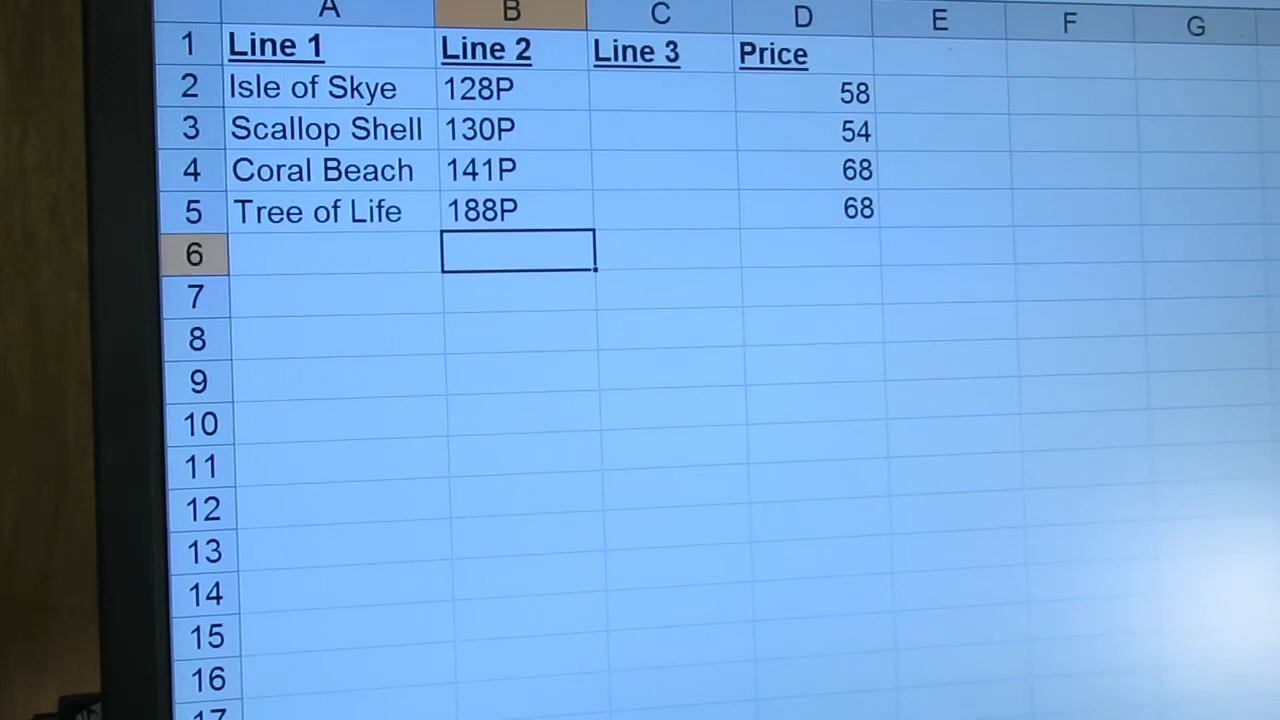 A B C D E F G
1 Line 1 Line 2 Line 3 Price
2 Isle of Skye 128P 58
3 Scallop Shell 130P 54
4 Coral Beach 141P 68
5 Tree of Life 188P 68
6
7
8
9
10
11
12
13
14
15
16
17